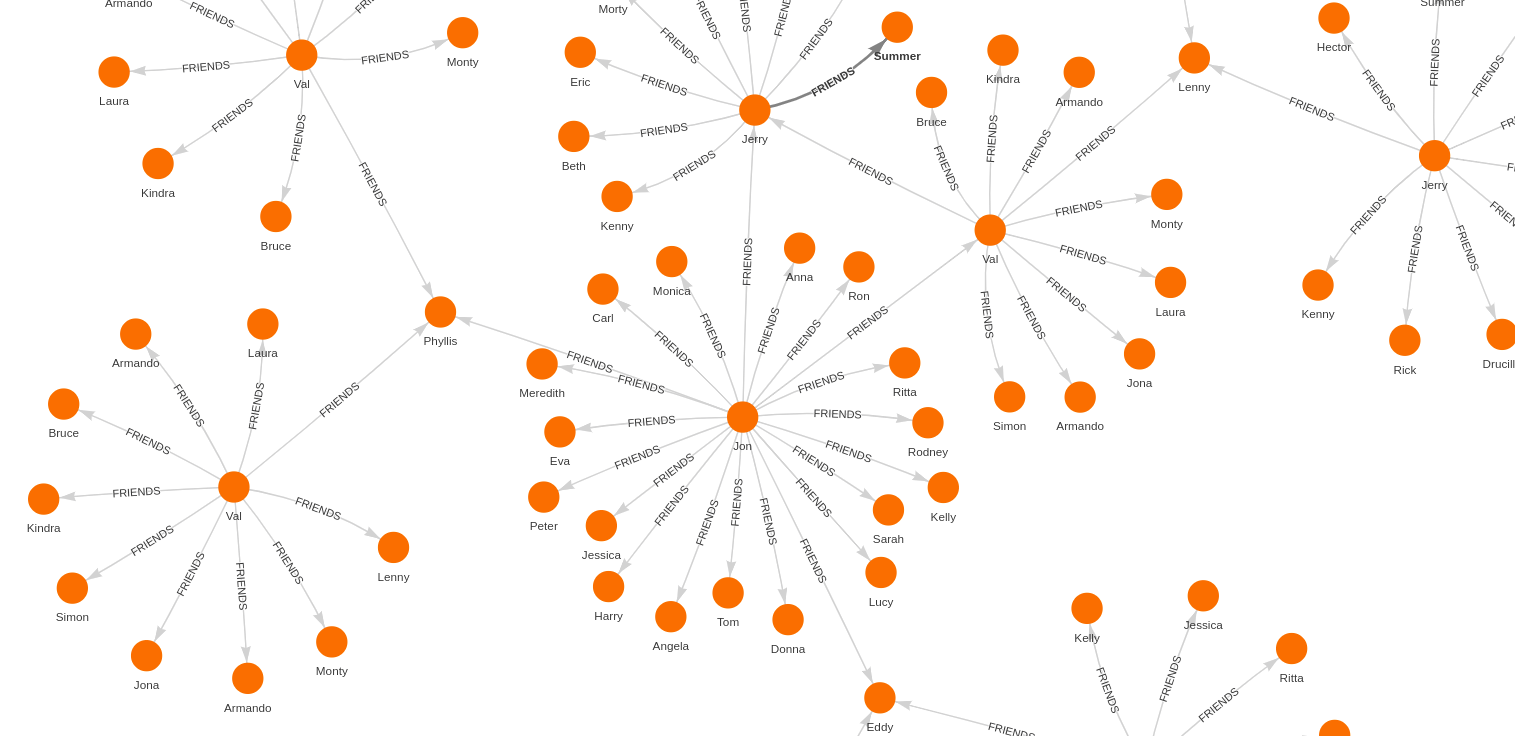 Armando
FRIENDS
FRIENDS
Monty
FRIENDS
Laura
Val
FRIENDS
FRIENDS
Kindra
Bruce
FRIENDS
Morty
FRIENDS
FRIENDS
FRIENDS
Eric
FRIENDS
Beth
FRIENDS
Kenny
Jerry
FRIENDS
FRIENDS
Summer
Bruce
Kindra
Armando
FRIENDS
FRIENDS
FRIENDS
FRIENDS
Lenny
FRIENDS
FRIENDS
Monty
Val
FRIENDS
Laura
FRIENDS
FRIENDS
FRIENDS
Jona
Simon
Armando
Summer
Hector
FRIENDS
FRIENDS
FRIENDS
FRIENDS
Jerry
FRIENDS
FRIENDS
FRIENDS
Kenny
Rick
FRIENDS
Monica
Anna
Ron
Carl
FRIENDS
FRIENDS
FRIENDS
FRIENDS
FRIENDS
Phyllis
FRIENDS
Meredith
FRIENDS
FRIENDS
Ritta
FRIENDS
Eva
FRIENDS
Rodney
Jon
FRIENDS
Peter
FRIENDS
Jessica
FRIENDS
Harry
FRIENDS
Angela
FRIENDS
Tom
FRIENDS
Donna
FRIENDS
FRIENDS
Lucy
FRIENDS
Sarah
FRIENDS
Kelly
Armando
Laura
FRIENDS
FRIENDS
FRIENDS
Bruce
FRIENDS
Kindra
FRIENDS
Val
FRIENDS
Lenny
FRIENDS
Simon
FRIENDS
FRIENDS
FRIENDS
Jona
Armando
Monty
Eddy
FRIENDS
Kelly
Jessica
Ritta
FRIENDS
FRIENDS
FRIENDS